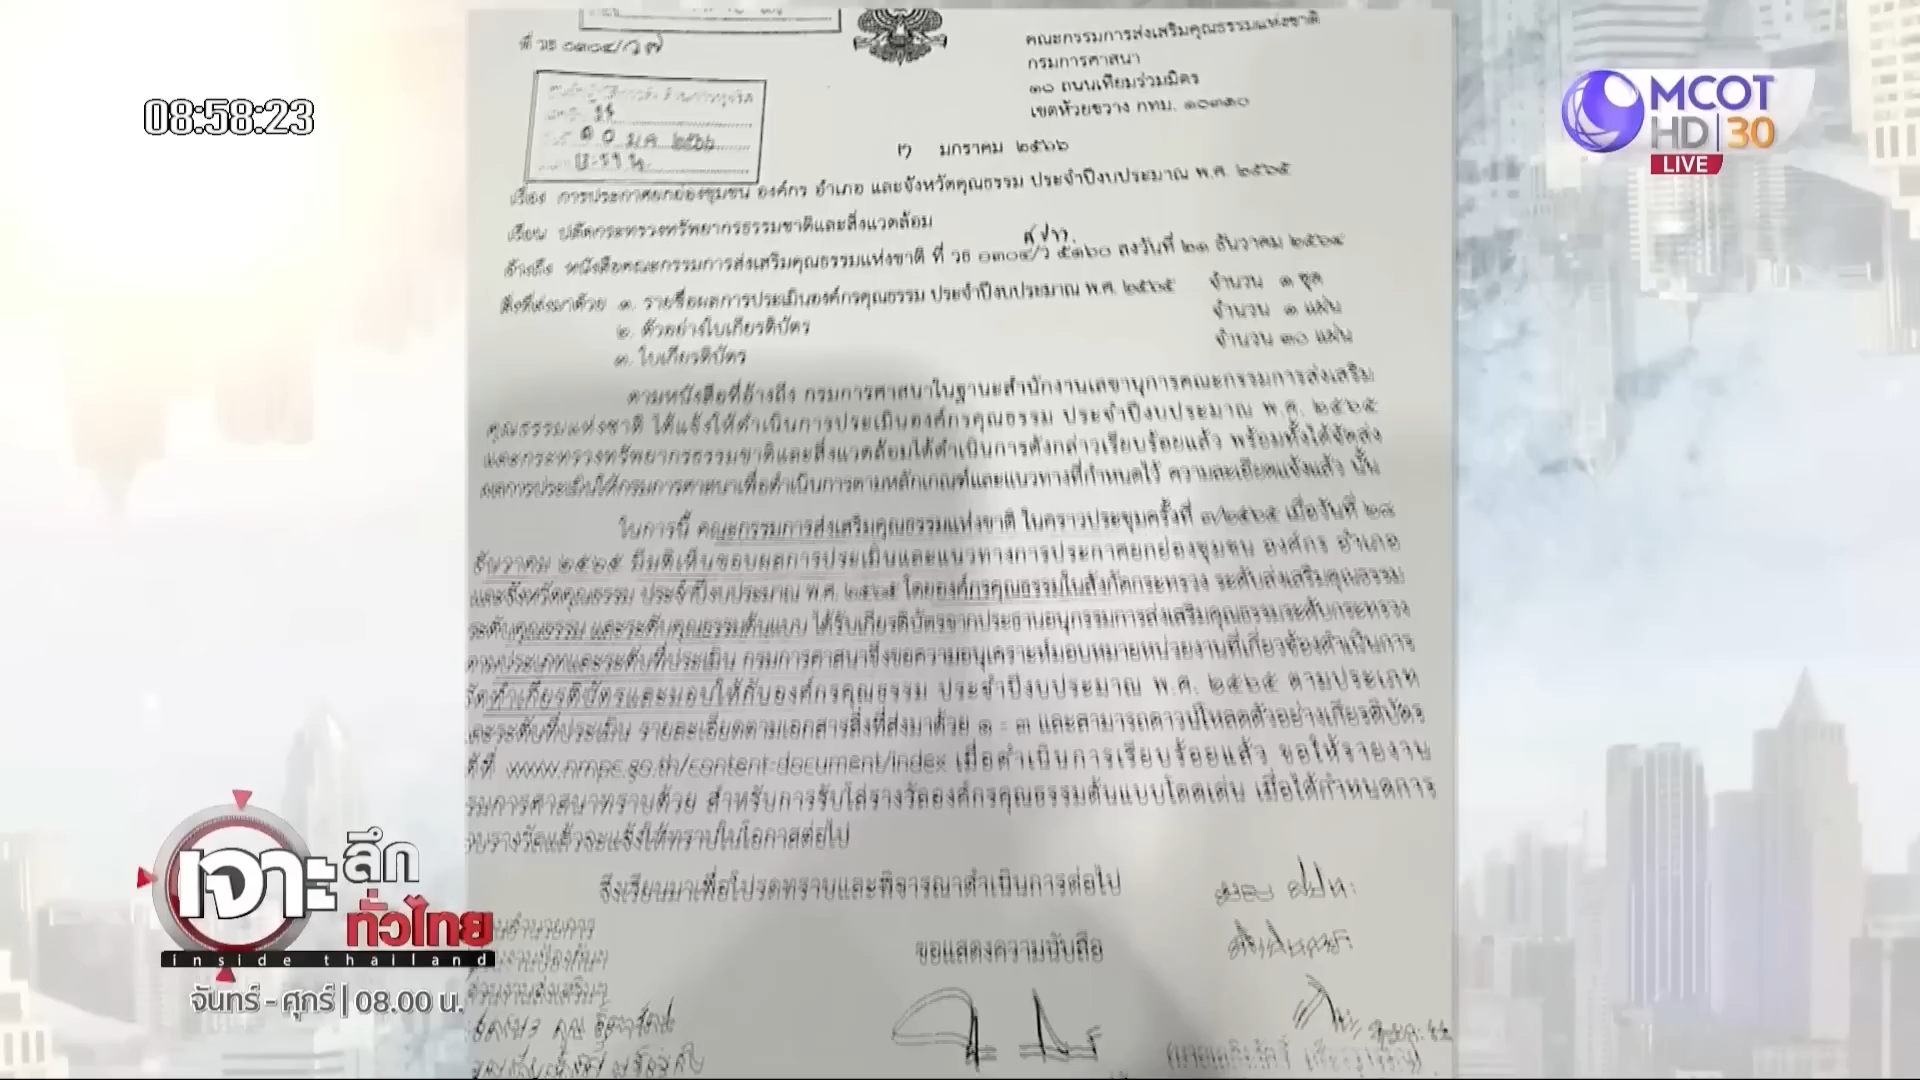 08:58:23
MCOT
HD 30
LIVE
ที่ วธ ๐๓๐๔/ว๗
คณะกรรมการส่งเสริมคุณธรรมแห่งชาติ
กรมการศาสนา
๑๐ ถนนเทียมร่วมมิตร
เขตห้วยขวาง กทม. ๑๐๓๑๐
๑๐ ม.ค ๒๕๖๖
๗ มกราคม ๒๕๖๖
เรื่อง การประกาศยกย่องชุมชน องค์กร อำเภอ และจังหวัดคุณธรรม ประจำปีงบประมาณ พ.ศ. ๒๕๖๕
เรียน ปลัดกระทรวงทรัพยากรธรรมชาติและสิ่งแวดล้อม
อ้างถึง หนังสือคณะกรรมการส่งเสริมคุณธรรมแห่งชาติ ที่ วธ ๐๓๐๔/ว ๕๑๖๐ ลงวันที่ ๒๑ ธันวาคม ๒๕๖๔
สิ่งที่ส่งมาด้วย ๑. รายชื่อผลการประเมินองค์กรคุณธรรม ประจำปีงบประมาณ พ.ศ. ๒๕๖๕ จำนวน ๑ ชุด
๒. ตัวอย่างใบเกียรติบัตร จำนวน ๑ แผ่น
๓. ใบเกียรติบัตร จำนวน ๓๐ แผ่น
ตามหนังสือที่อ้างถึง กรมการศาสนาในฐานะสำนักงานเลขานุการคณะกรรมการส่งเสริม
คุณธรรมแห่งชาติ ได้แจ้งให้ดำเนินการประเมินองค์กรคุณธรรม ประจำปีงบประมาณ พ.ศ. ๒๕๖๕
และกระทรวงทรัพยากรธรรมชาติและสิ่งแวดล้อมได้ดำเนินการดังกล่าวเรียบร้อยแล้ว พร้อมทั้งได้จัดส่ง
ผลการประเมินให้กรมการศาสนาเพื่อดำเนินการตามหลักเกณฑ์และแนวทางที่กำหนดไว้ ความละเอียดแจ้งแล้ว นั้น
ในการนี้ คณะกรรมการส่งเสริมคุณธรรมแห่งชาติ ในคราวประชุมครั้งที่ ๓/๒๕๖๕ เมื่อวันที่ ๒๘
ธันวาคม ๒๕๖๕ มีมติเห็นชอบผลการประเมินและแนวทางการประกาศยกย่องชุมชน องค์กร อำเภอ
และจังหวัดคุณธรรม ประจำปีงบประมาณ พ.ศ. ๒๕๖๕ โดยองค์กรคุณธรรมในสังกัดกระทรวง ระดับส่งเสริมคุณธรรม
ระดับคุณธรรม และระดับคุณธรรมต้นแบบ ได้รับเกียรติบัตรจากประธานอนุกรรมการส่งเสริมคุณธรรมระดับกระทรวง
ตามประเภทและระดับที่ประเมิน กรมการศาสนาจึงขอความอนุเคราะห์มอบหมายหน่วยงานที่เกี่ยวข้องดำเนินการ
จัดทำเกียรติบัตรและมอบให้กับองค์กรคุณธรรม ประจำปีงบประมาณ พ.ศ. ๒๕๖๕ ตามประเภท
และระดับที่ประเมิน รายละเอียดตามเอกสารสิ่งที่ส่งมาด้วย ๑ - ๓ และสามารถดาวน์โหลดตัวอย่างเกียรติบัตร
ได้ที่ www.nmpc.go.th/content-document/index เมื่อดำเนินการเรียบร้อยแล้ว ขอให้รายงาน
รมการศาสนาทราบด้วย สำหรับการรับโล่รางวัลองค์กรคุณธรรมต้นแบบโดดเด่น เมื่อได้กำหนดการ
อบรางวัลแล้วจะแจ้งให้ทราบในโอกาสต่อไป
จึงเรียนมาเพื่อโปรดทราบและพิจารณาดำเนินการต่อไป
ขอแสดงความนับถือ
เจาะลึก
ทั่วไทย
inside thailand
จันทร์ - ศุกร์ | 08.00 น.